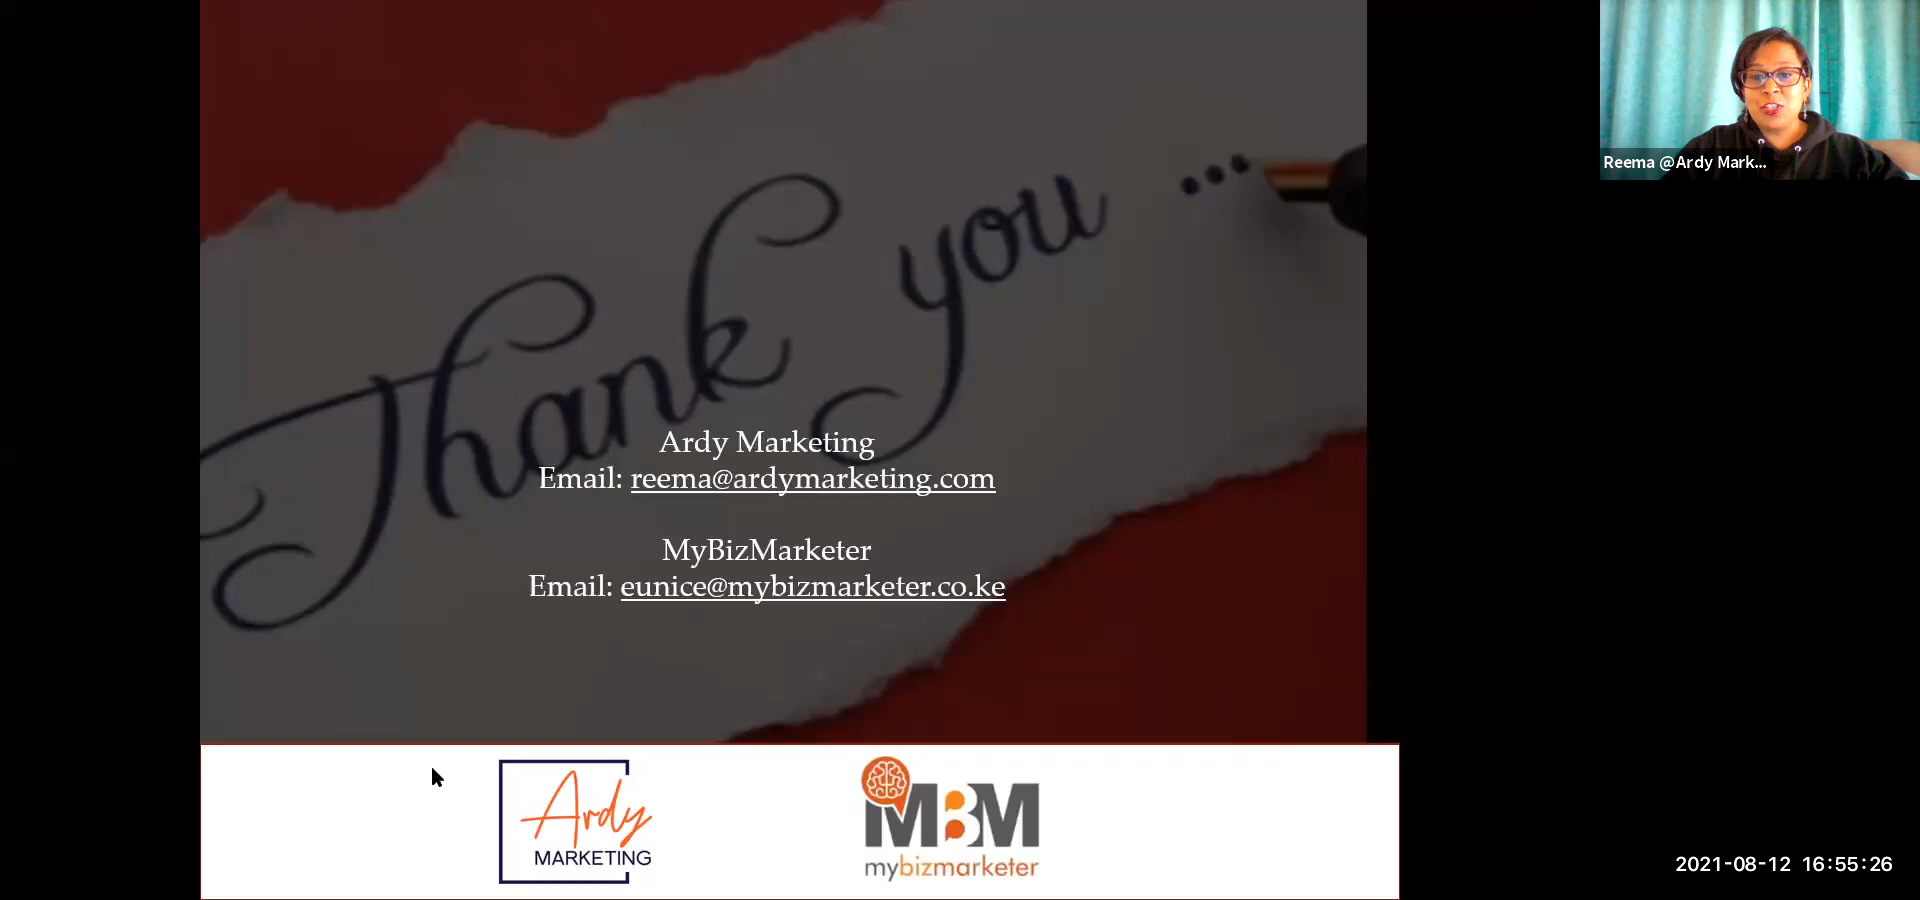 Thank you ...
Ardy Marketing
Email: reema@ardymarketing.com
MyBizMarketer
Email: eunice@mybizmarketer.co.ke
Ardy
MARKETING
MBM
mybizmarketer
Reema @Ardy Mark...
2021-08-12 16:55:26